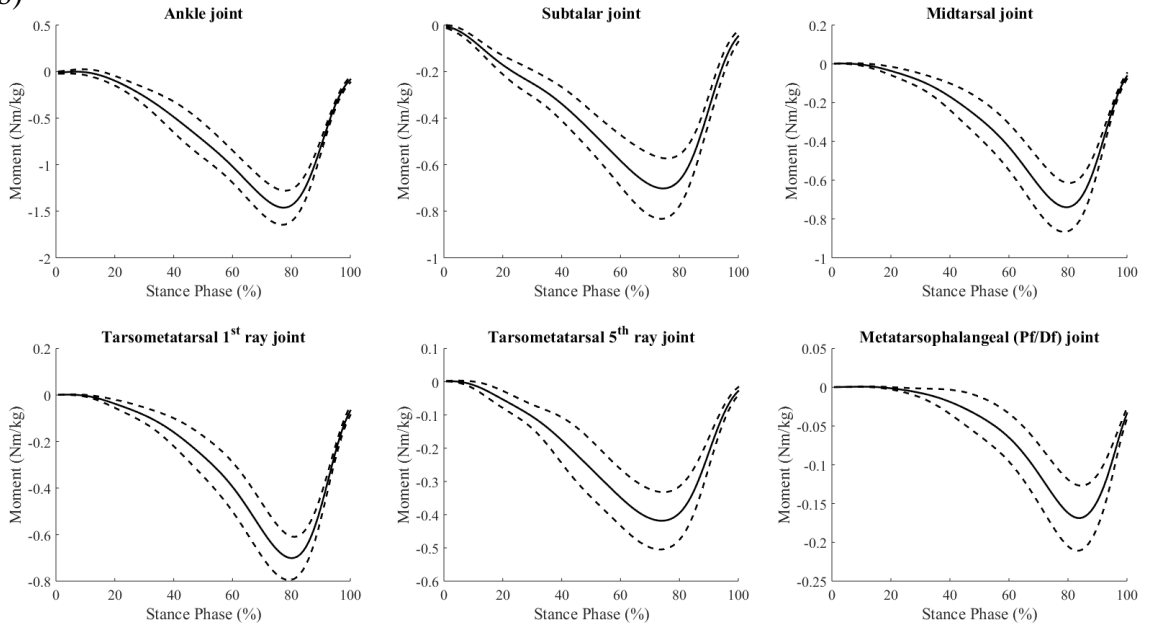 Ankle joint
0.5
0
-0.5
-1
-1.5
-2
0 20 40 60 80 100
Moment (Nm/kg)
Stance Phase (%)
Subtalar joint
0
-0.2
-0.4
-0.6
-0.8
-1
0 20 40 60 80 100
Moment (Nm/kg)
Stance Phase (%)
Midtarsal joint
0.2
0
-0.2
-0.4
-0.6
-0.8
-1
0 20 40 60 80 100
Moment (Nm/kg)
Stance Phase (%)
Tarsometatarsal 1st ray joint
0.2
0
-0.2
-0.4
-0.6
-0.8
0 20 40 60 80 100
Moment (Nm/kg)
Stance Phase (%)
Tarsometatarsal 5th ray joint
0.1
0
-0.1
-0.2
-0.3
-0.4
-0.5
-0.6
0 20 40 60 80 100
Moment (Nm/kg)
Stance Phase (%)
Metatarsophalangeal (Pf/Df) joint
0.05
0
-0.05
-0.1
-0.15
-0.2
-0.25
0 20 40 60 80 100
Moment (Nm/kg)
Stance Phase (%)